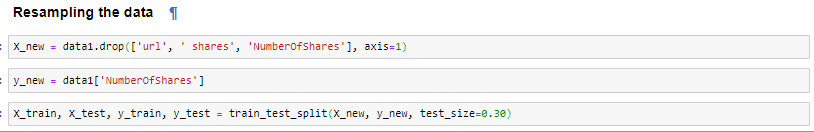 Resampling the data ¶
X_new = data1.drop(['url', ' shares', 'NumberOfShares'], axis=1)
y_new = data1['NumberOfShares']
X_train, X_test, y_train, y_test = train_test_split(X_new, y_new, test_size=0.30)